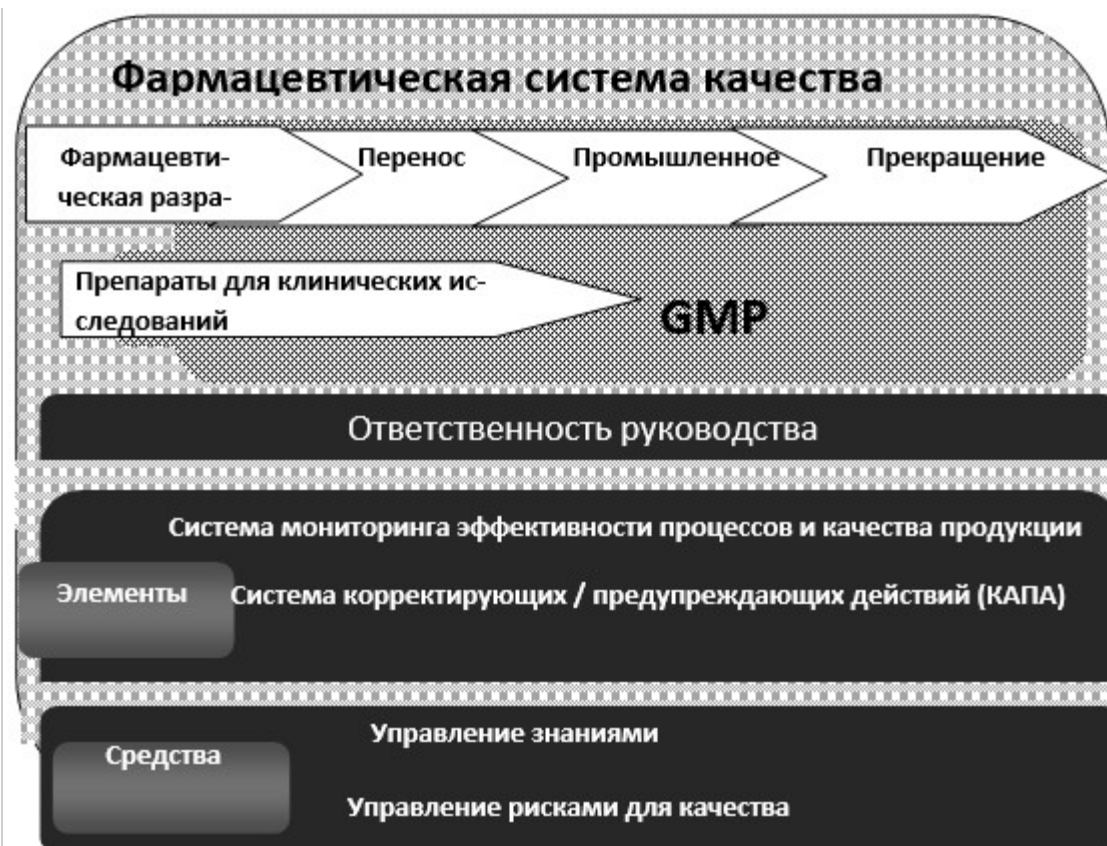 Фармацевтическая система качества
Фармацевти-
ческая разра-
Перенос
Промышленное
Прекращение
Препараты для клинических ис-
следований
GMP
Ответственность руководства
Система мониторинга эффективности процессов и качества продукции
Элементы
Система корректирующих / предупреждающих действий (КАПА)
Управление знаниями
Средства
Управление рисками для качества